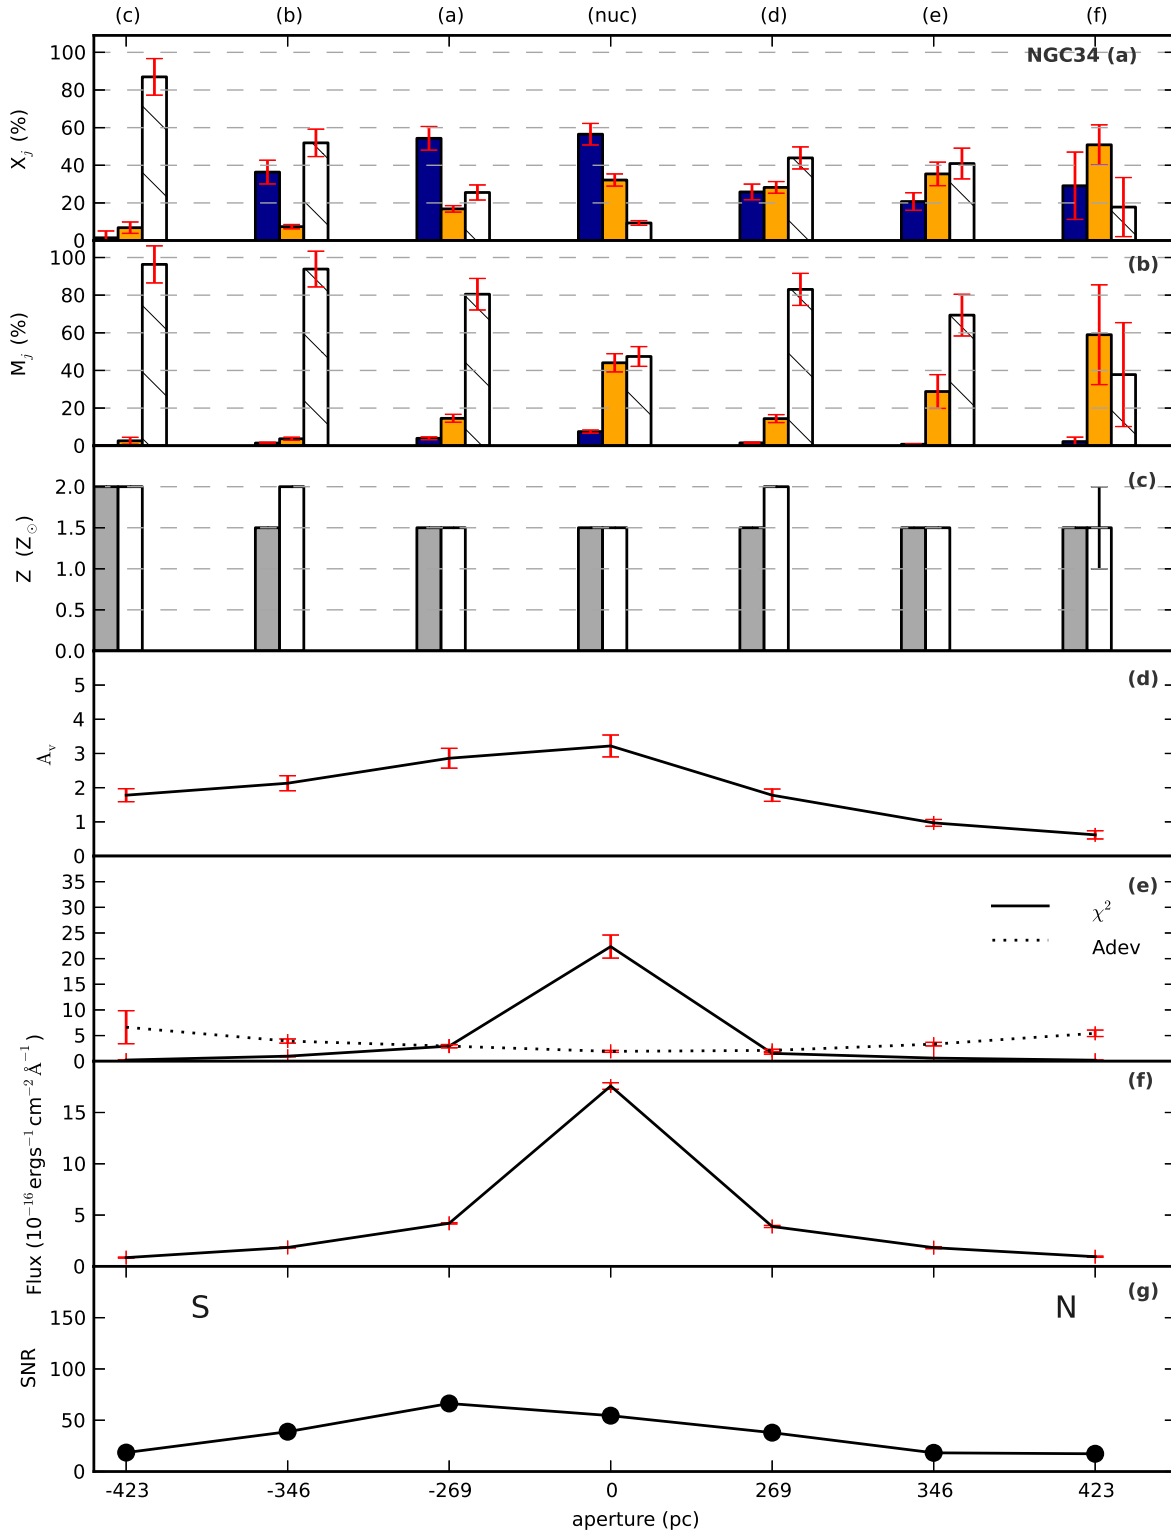 (c) (b) (a) (nuc) (d) (e) (f)
NGC34 (a)
X_j (%)
100
80
60
40
20
0
(b)
M_j (%)
100
80
60
40
20
0
(c)
Z (Z_⊙)
2.0
1.5
1.0
0.5
0.0
(d)
A_v
5
4
3
2
1
0
(e)
χ²
Adev
35
30
25
20
15
10
5
0
(f)
Flux (10⁻¹⁶ ergs⁻¹ cm⁻² Å⁻¹)
15
10
5
0
(g)
S N
SNR
150
100
50
0
-423 -346 -269 0 269 346 423
aperture (pc)